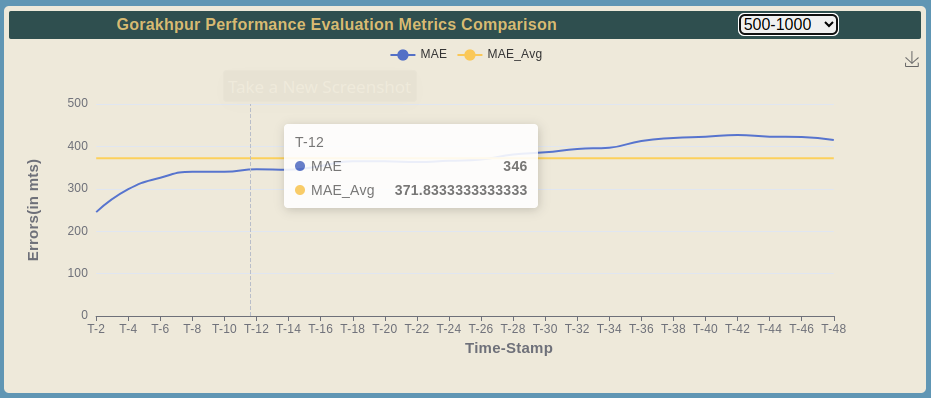 Gorakhpur Performance Evaluation Metrics Comparison
500-1000
MAE
MAE_Avg
Take a New Screenshot
500
400
300
200
100
0
Errors(in mts)
T-12
MAE 346
MAE_Avg 371.8333333333333
T-2 T-4 T-6 T-8 T-10 T-12 T-14 T-16 T-18 T-20 T-22 T-24 T-26 T-28 T-30 T-32 T-34 T-36 T-38 T-40 T-42 T-44 T-46 T-48
Time-Stamp